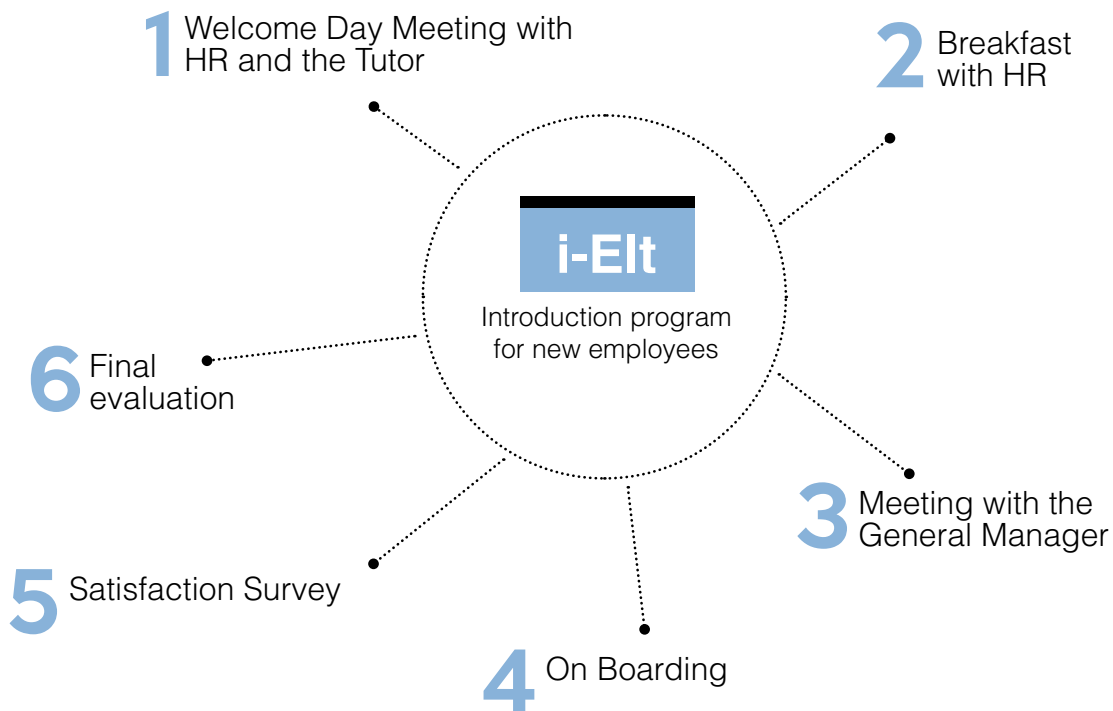 1 Welcome Day Meeting with
HR and the Tutor
2 Breakfast
with HR
i-Elt
Introduction program
for new employees
3 Meeting with the
General Manager
4 On Boarding
5 Satisfaction Survey
6 Final
evaluation